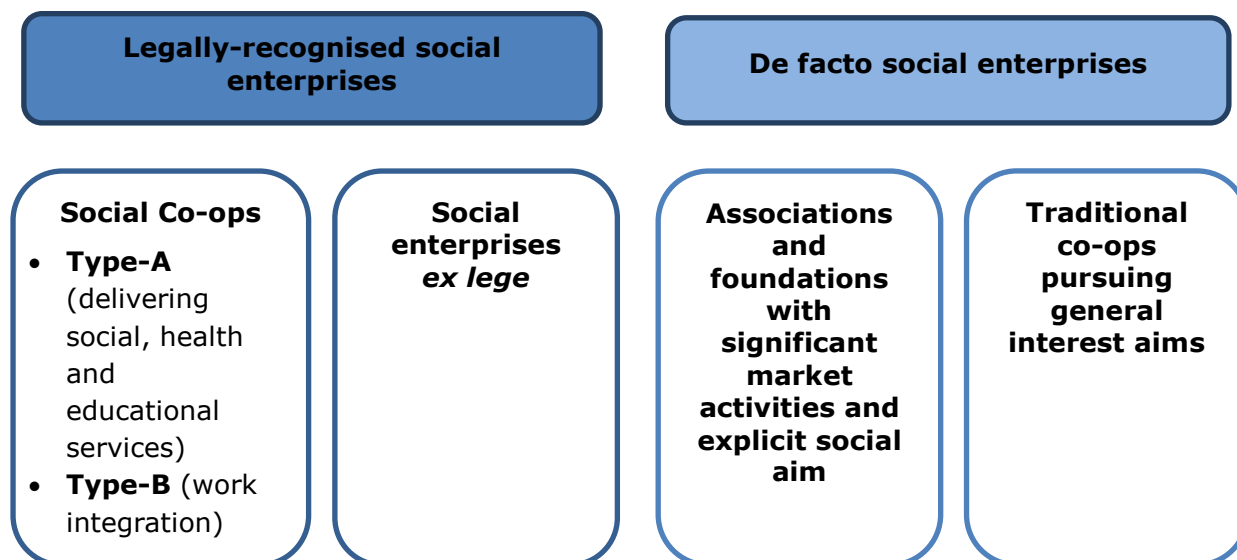 Legally-recognised social
enterprises
De facto social enterprises
Social Co-ops
• Type-A
(delivering
social, health
and
educational
services)
• Type-B (work
integration)
Social
enterprises
ex lege
Associations
and
foundations
with
significant
market
activities and
explicit social
aim
Traditional
co-ops
pursuing
general
interest aims